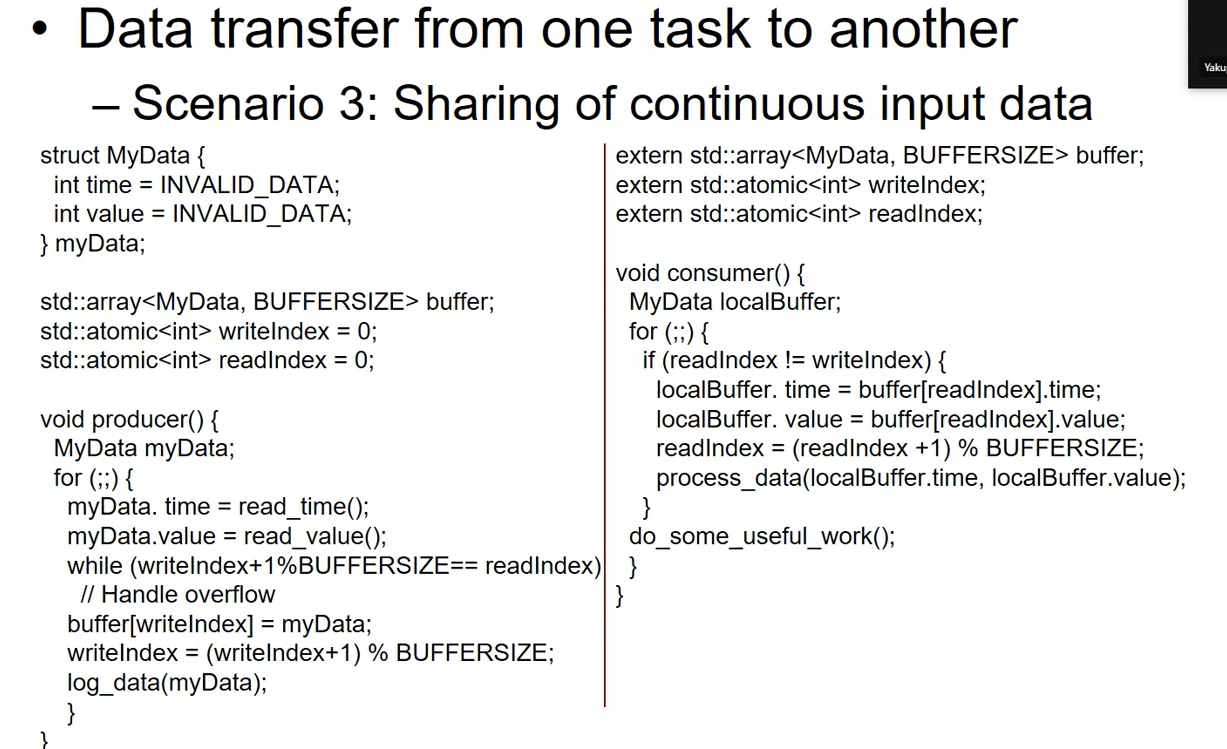 • Data transfer from one task to another
– Scenario 3: Sharing of continuous input data
struct MyData {
int time = INVALID_DATA;
int value = INVALID_DATA;
} myData;
std::array<MyData, BUFFERSIZE> buffer;
std::atomic<int> writeIndex = 0;
std::atomic<int> readIndex = 0;
void producer() {
MyData myData;
for (;;) {
myData. time = read_time();
myData.value = read_value();
while (writeIndex+1%BUFFERSIZE== readIndex)
// Handle overflow
buffer[writeIndex] = myData;
writeIndex = (writeIndex+1) % BUFFERSIZE;
log_data(myData);
}
}
extern std::array<MyData, BUFFERSIZE> buffer;
extern std::atomic<int> writeIndex;
extern std::atomic<int> readIndex;
void consumer() {
MyData localBuffer;
for (;;) {
if (readIndex != writeIndex) {
localBuffer. time = buffer[readIndex].time;
localBuffer. value = buffer[readIndex].value;
readIndex = (readIndex +1) % BUFFERSIZE;
process_data(localBuffer.time, localBuffer.value);
}
do_some_useful_work();
}
}